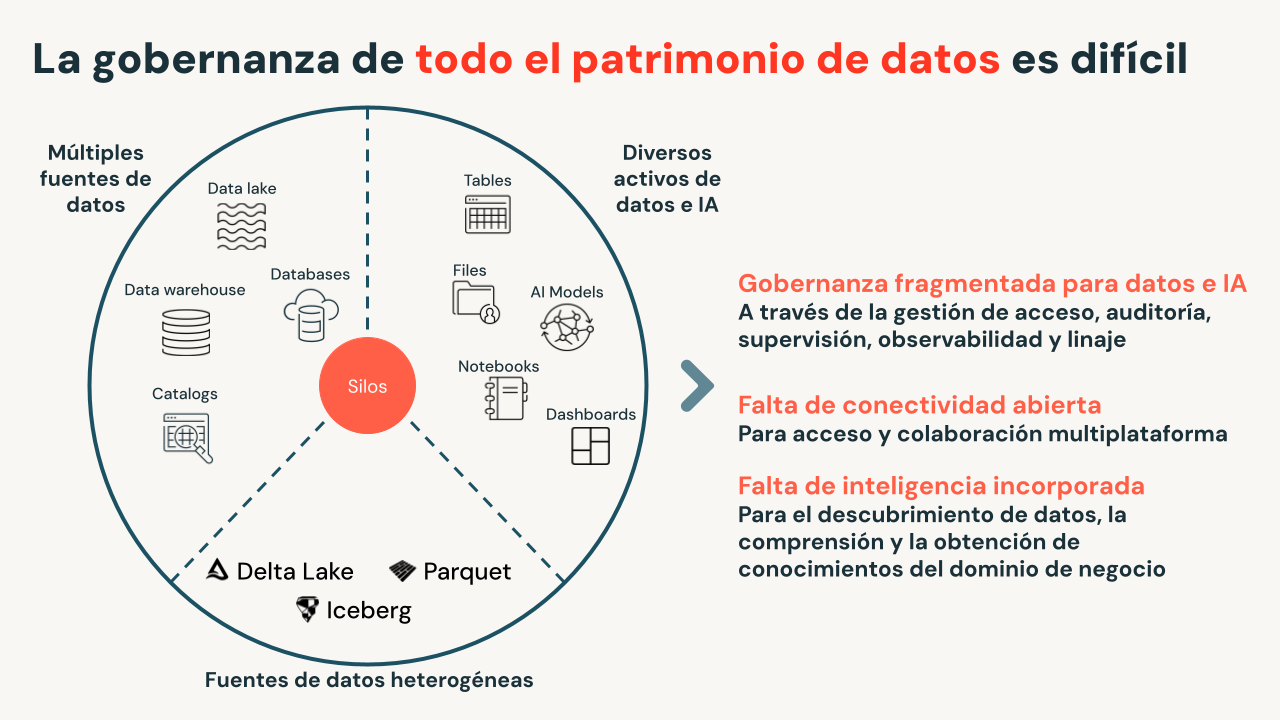 La gobernanza de todo el patrimonio de datos es difícil
Múltiples
fuentes de
datos
Data lake
Data warehouse
Databases
Catalogs
Silos
Diversos
activos de
datos e IA
Tables
Files
AI Models
Notebooks
Dashboards
Delta Lake
Parquet
Iceberg
Fuentes de datos heterogéneas
Gobernanza fragmentada para datos e IA
A través de la gestión de acceso, auditoría,
supervisión, observabilidad y linaje
Falta de conectividad abierta
Para acceso y colaboración multiplataforma
Falta de inteligencia incorporada
Para el descubrimiento de datos, la
comprensión y la obtención de
conocimientos del dominio de negocio